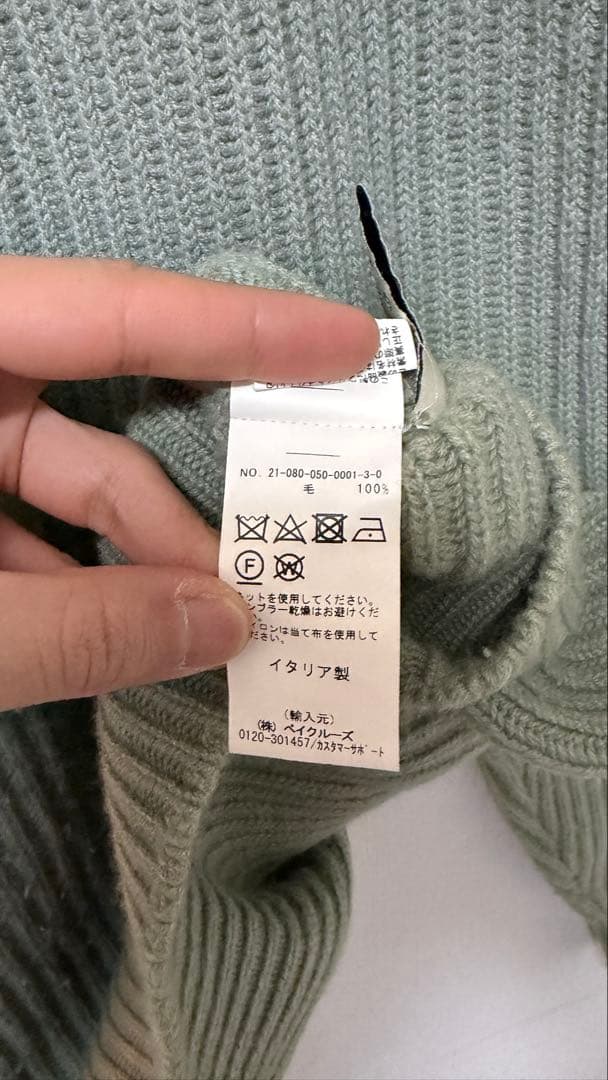 NO. 21-080-050-0001-3-0
毛 100%
F
W
ットを使用してください。
ンブラー乾燥はお避けくだ
い。
イロンは当て布を使用して
ださい。
イタリア製
(輸入元)
(株) ベイクルーズ
0120-301457/カスタマーサポート